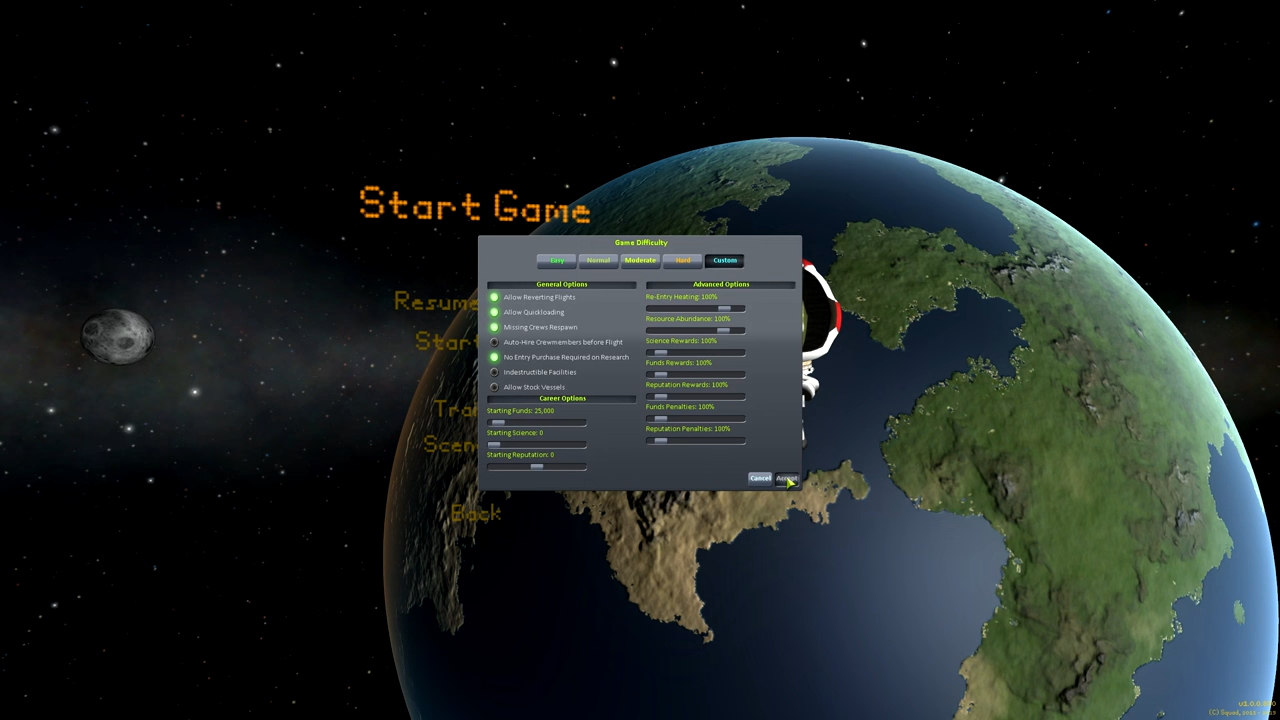 Start Game
Game Difficulty
Easy Normal Moderate Hard Custom
General Options
Allow Reverting Flights
Allow Quickloading
Missing Crews Respawn
Auto-Hire Crewmembers before Flight
No Entry Purchase Required on Research
Indestructible Facilities
Allow Stock Vessels
Career Options
Starting Funds: 25,000
Starting Science: 0
Starting Reputation: 0
Advanced Options
Re-Entry Heating: 100%
Resource Abundance: 100%
Science Rewards: 100%
Funds Rewards: 100%
Reputation Rewards: 100%
Funds Penalties: 100%
Reputation Penalties: 100%
Cancel Accept
Resume
Start
Back